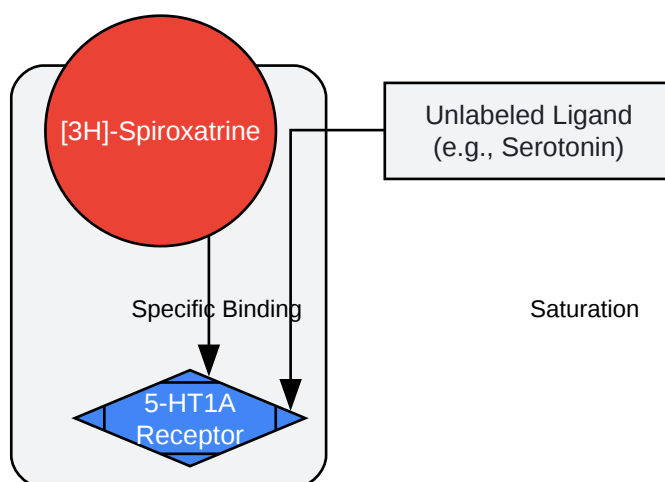 [3H]-Spiroxatrine
Unlabeled Ligand
(e.g., Serotonin)
Specific Binding
Saturation
5-HT1A
Receptor